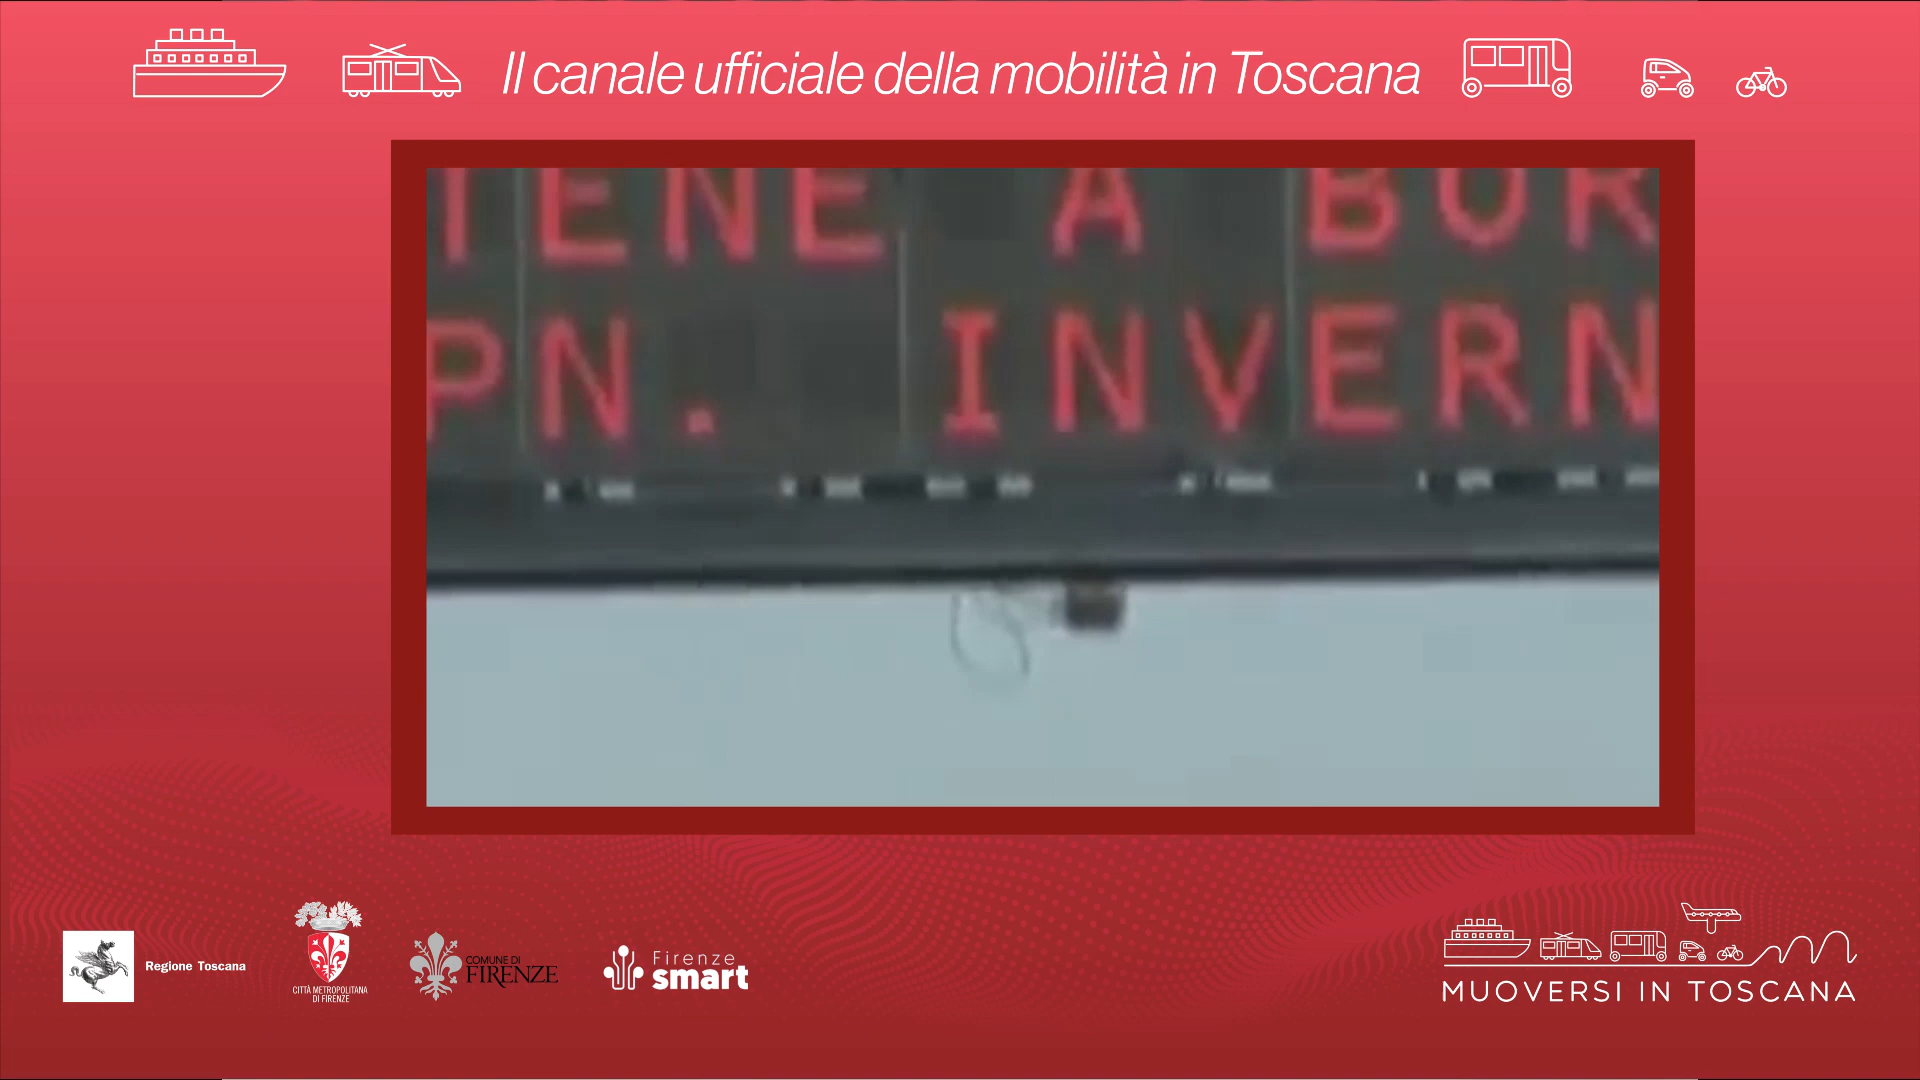 Il canale ufficiale della mobilità in Toscana
TENE A BOR
PN. INVERN
Regione Toscana
CITTÀ METROPOLITANA
DI FIRENZE
COMUNE DI
FIRENZE
Firenze
smart
MUOVERSI IN TOSCANA